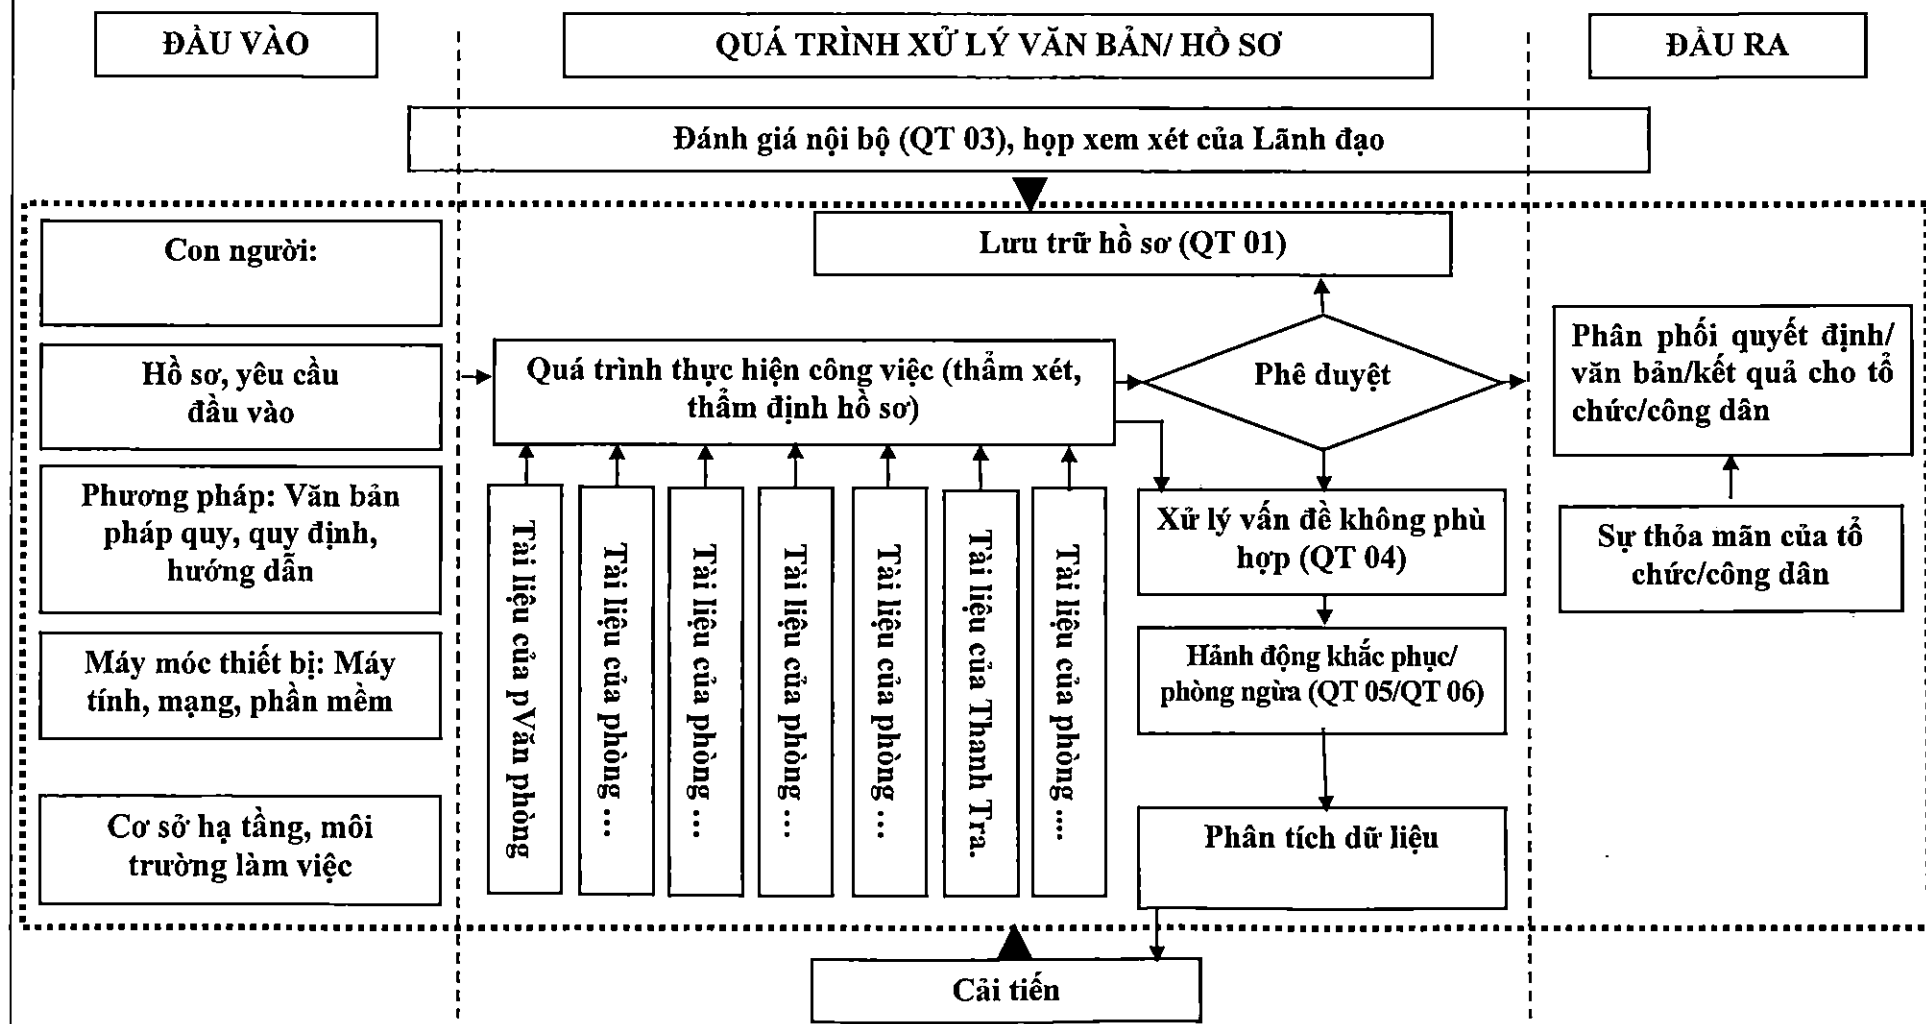 ĐẦU VÀO
QUÁ TRÌNH XỬ LÝ VĂN BẢN/ HỒ SƠ
ĐẦU RA
Đánh giá nội bộ (QT 03), họp xem xét của Lãnh đạo
Con người:
Hồ sơ, yêu cầu
đầu vào
Phương pháp: Văn bản
pháp quy, quy định,
hướng dẫn
Máy móc thiết bị: Máy
tính, mạng, phần mềm
Cơ sở hạ tầng, môi
trường làm việc
Lưu trữ hồ sơ (QT 01)
Quá trình thực hiện công việc (thẩm xét,
thẩm định hồ sơ)
Phê duyệt
Tài liệu của pVăn phòng
Tài liệu của phòng ...
Tài liệu của phòng ...
Tài liệu của phòng ...
Tài liệu của phòng ...
Tài liệu của Thanh Tra.
Tài liệu của phòng ....
Xử lý vấn đề không phù
hợp (QT 04)
Hảnh động khắc phục/
phòng ngừa (QT 05/QT 06)
Phân tích dữ liệu
Phân phối quyết định/
văn bản/kết quả cho tổ
chức/công dân
Sự thỏa mãn của tổ
chức/công dân
Cải tiến